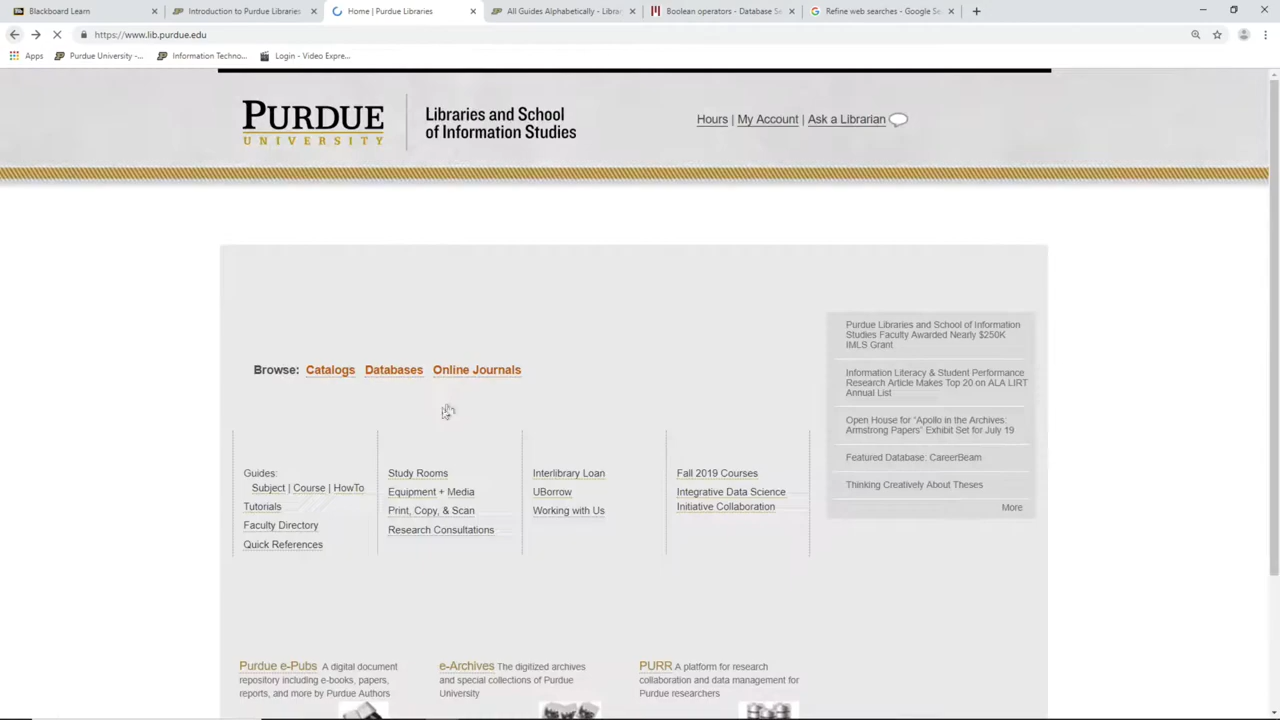 Blackboard Learn
Introduction to Purdue Libraries
Home | Purdue Libraries
All Guides Alphabetically - Librar
Boolean operators - Database Se
Refine web searches - Google Se
https://www.lib.purdue.edu
Apps
Purdue University -...
Information Techno...
Login - Video Expre...
PURDUE
UNIVERSITY
Libraries and School
of Information Studies
Hours | My Account | Ask a Librarian
Browse: Catalogs Databases Online Journals
Guides:
Subject | Course | HowTo
Tutorials
Faculty Directory
Quick References
Study Rooms
Equipment + Media
Print, Copy, & Scan
Research Consultations
Interlibrary Loan
UBorrow
Working with Us
Fall 2019 Courses
Integrative Data Science
Initiative Collaboration
Purdue Libraries and School of Information
Studies Faculty Awarded Nearly $250K
IMLS Grant
Information Literacy & Student Performance
Research Article Makes Top 20 on ALA LIRT
Annual List
Open House for "Apollo in the Archives:
Armstrong Papers" Exhibit Set for July 19
Featured Database: CareerBeam
Thinking Creatively About Theses
More
Purdue e-Pubs A digital document
repository including e-books, papers,
reports, and more by Purdue Authors
e-Archives The digitized archives
and special collections of Purdue
University
PURR A platform for research
collaboration and data management for
Purdue researchers